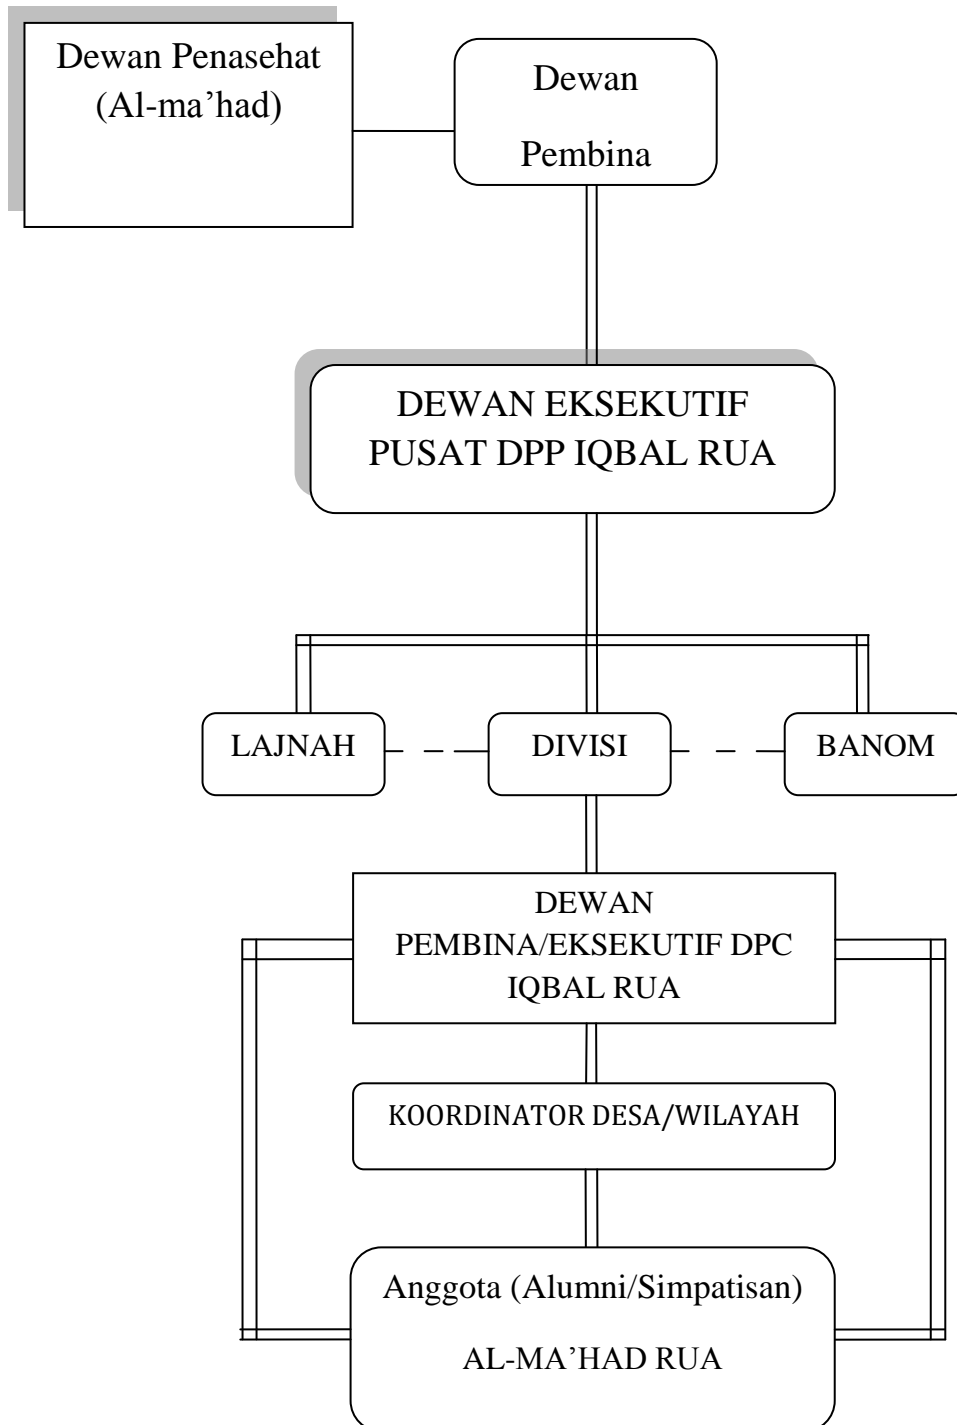 Dewan Penasehat
(Al-ma’had)
Dewan
Pembina
DEWAN EKSEKUTIF
PUSAT DPP IQBAL RUA
LAJNAH
DIVISI
BANOM
DEWAN
PEMBINA/EKSEKUTIF DPC
IQBAL RUA
KOORDINATOR DESA/WILAYAH
Anggota (Alumni/Simpatisan)
AL-MA’HAD RUA